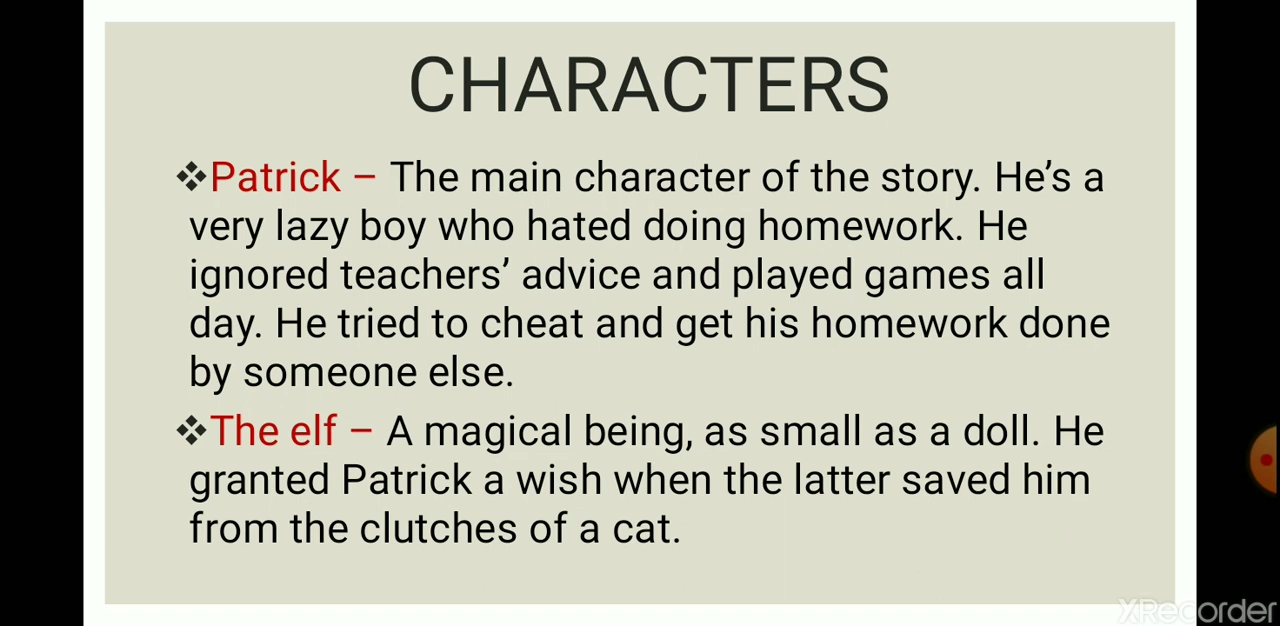 CHARACTERS
❖Patrick – The main character of the story. He’s a
very lazy boy who hated doing homework. He
ignored teachers’ advice and played games all
day. He tried to cheat and get his homework done
by someone else.
❖The elf – A magical being, as small as a doll. He
granted Patrick a wish when the latter saved him
from the clutches of a cat.
XRecorder